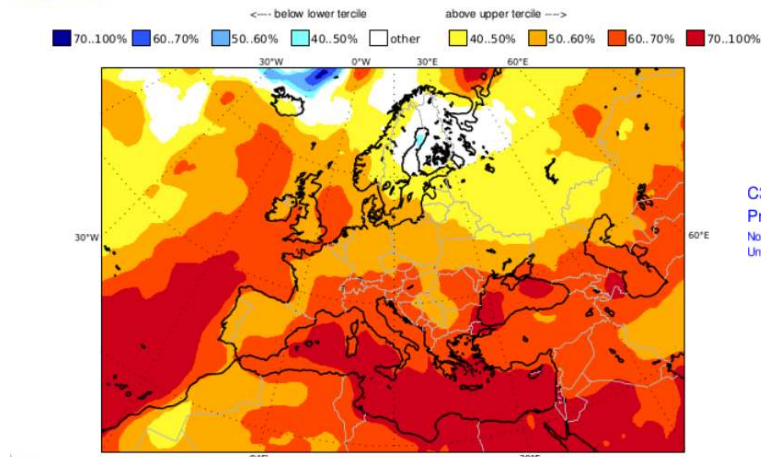 <---- below lower tercile above upper tercile ---->
70..100% 60..70% 50..60% 40..50% other 40..50% 50..60% 60..70% 70..100%
30°W 0°W 30°E 60°E
30°W 60°E